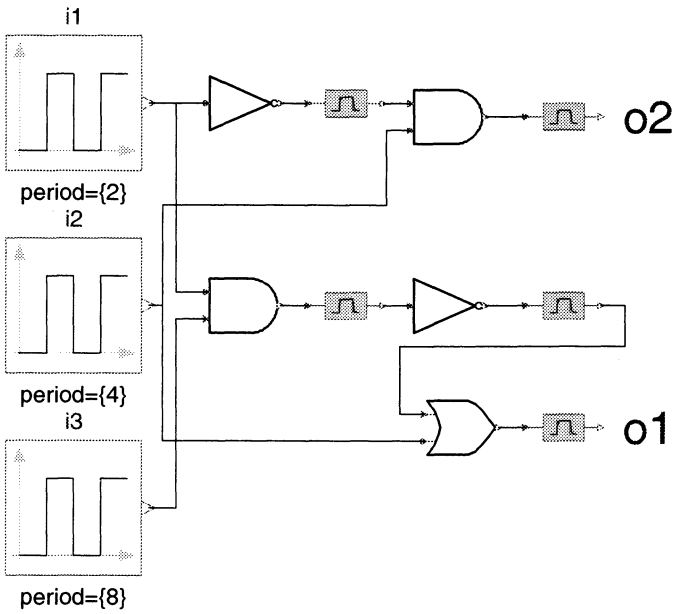 i1
o2
period={2}
i2
period={4}
i3
o1
period={8}